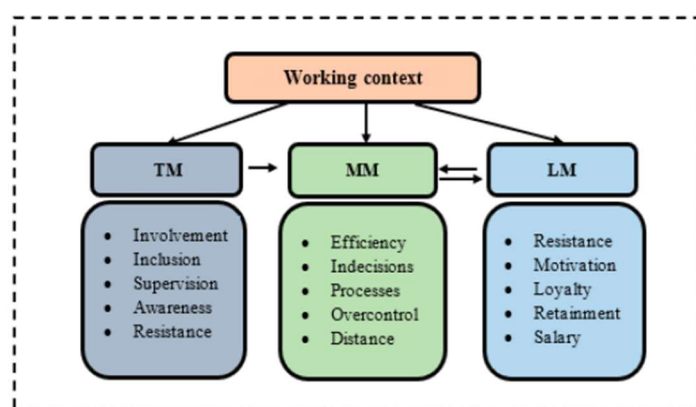 Working context
TM
MM
LM
• Involvement
• Inclusion
• Supervision
• Awareness
• Resistance
• Efficiency
• Indecisions
• Processes
• Overcontrol
• Distance
• Resistance
• Motivation
• Loyalty
• Retainment
• Salary